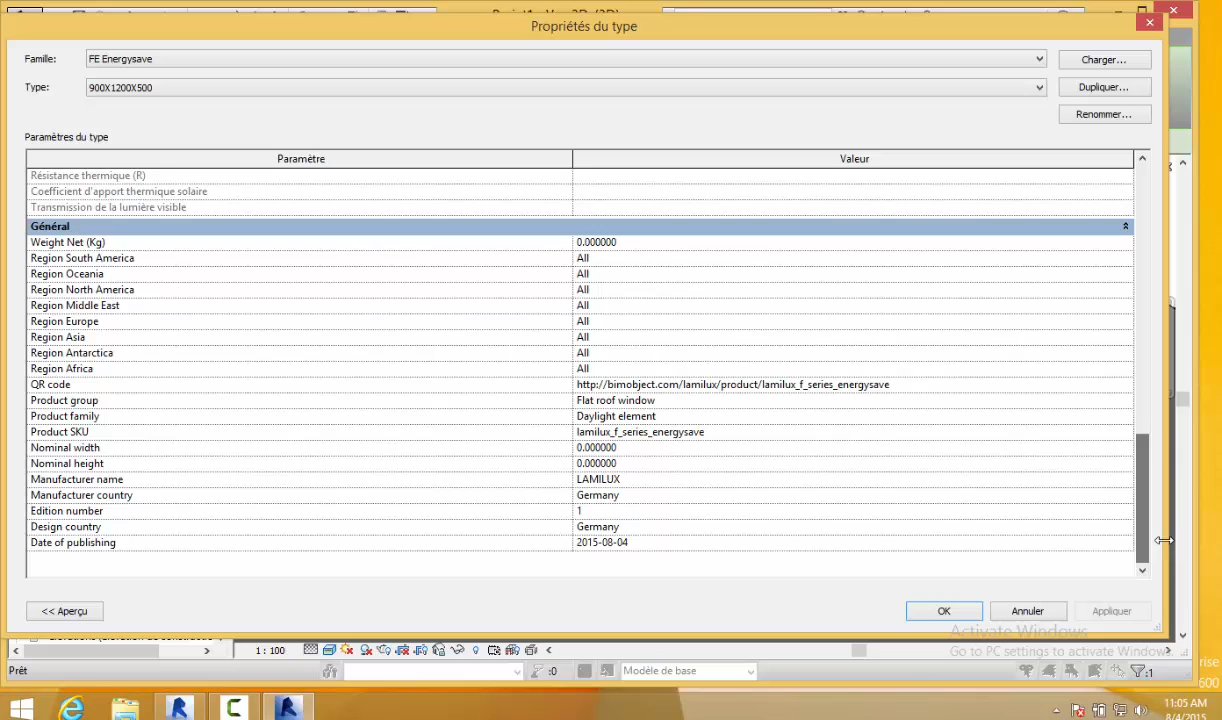 Propriétés du type
Famille: FE Energysave Charger...
Type: 900X1200X500 Dupliquer...
Renommer...
Paramètres du type
Paramètre Valeur
Résistance thermique (R)
Coefficient d'apport thermique solaire
Transmission de la lumière visible
Général
Weight Net (Kg) 0.000000
Region South America All
Region Oceania All
Region North America All
Region Middle East All
Region Europe All
Region Asia All
Region Antarctica All
Region Africa All
QR code http://bimobject.com/lamilux/product/lamilux_f_series_energysave
Product group Flat roof window
Product family Daylight element
Product SKU lamilux_f_series_energysave
Nominal width 0.000000
Nominal height 0.000000
Manufacturer name LAMILUX
Manufacturer country Germany
Edition number 1
Design country Germany
Date of publishing 2015-08-04
<< Aperçu OK Annuler Appliquer
Activate Windows
1 : 100 Go to PC settings to activate Windows.
Prêt :0 Modèle de base :1
rise
600
11:05 AM
8/4/2015